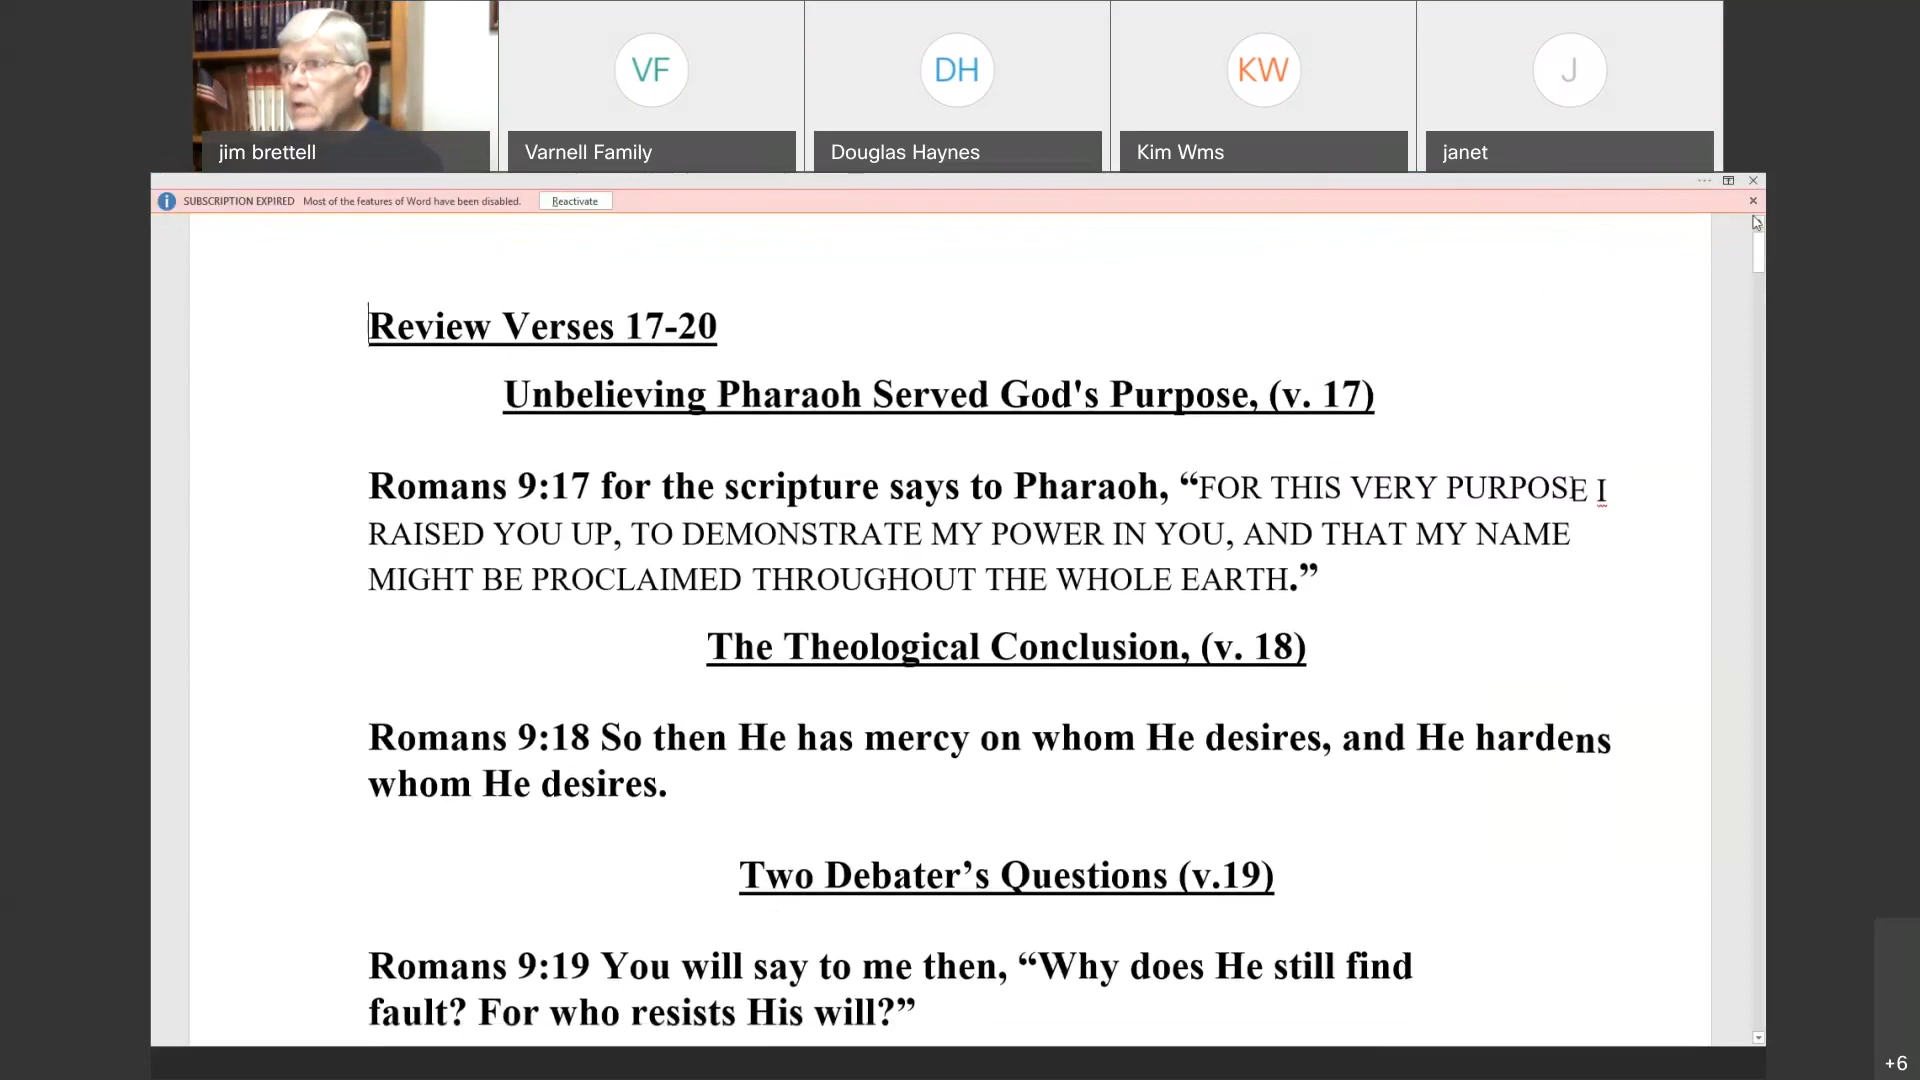 VF
DH
KW
J
jim brettell
Varnell Family
Douglas Haynes
Kim Wms
janet
SUBSCRIPTION EXPIRED Most of the features of Word have been disabled. Reactivate
Review Verses 17-20
Unbelieving Pharaoh Served God's Purpose, (v. 17)
Romans 9:17 for the scripture says to Pharaoh, “FOR THIS VERY PURPOSE I
RAISED YOU UP, TO DEMONSTRATE MY POWER IN YOU, AND THAT MY NAME
MIGHT BE PROCLAIMED THROUGHOUT THE WHOLE EARTH.”
The Theological Conclusion, (v. 18)
Romans 9:18 So then He has mercy on whom He desires, and He hardens
whom He desires.
Two Debater’s Questions (v.19)
Romans 9:19 You will say to me then, “Why does He still find
fault? For who resists His will?”
+6